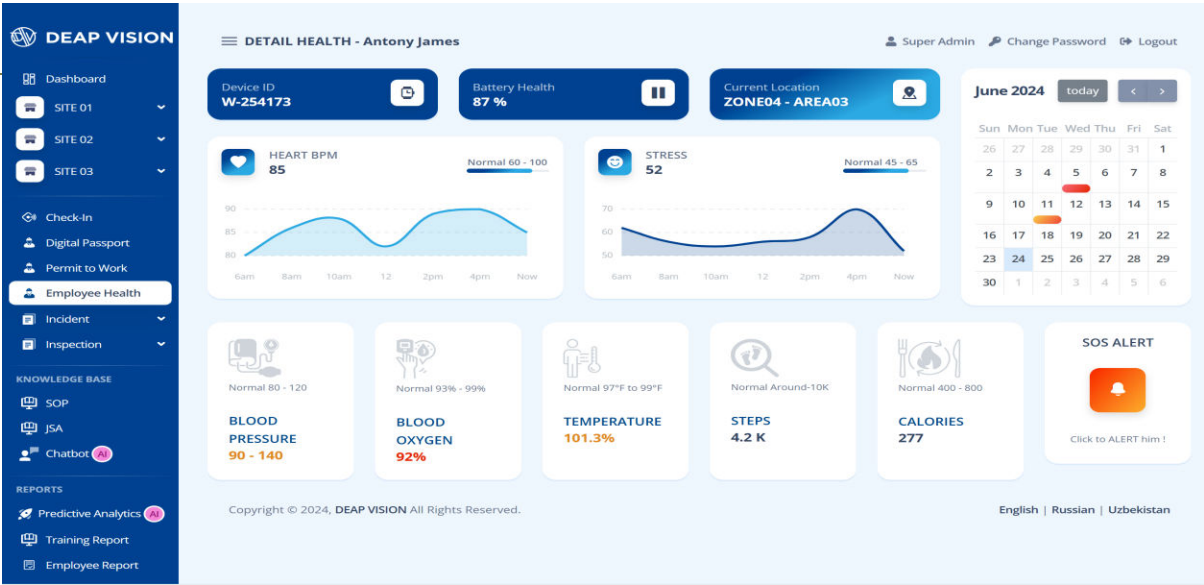 DEAP VISION
Dashboard
SITE 01
SITE 02
SITE 03
Check-In
Digital Passport
Permit to Work
Employee Health
Incident
Inspection
KNOWLEDGE BASE
SOP
JSA
Chatbot AI
REPORTS
Predictive Analytics AI
Training Report
Employee Report
DETAIL HEALTH - Antony James
Super Admin Change Password Logout
Device ID
W-254173
Battery Health
87 %
Current Location
ZONE04 - AREA03
HEART BPM
85
Normal 60 - 100
90
85
80
6am 8am 10am 12 2pm 4pm Now
STRESS
52
Normal 45 - 65
70
60
50
6am 8am 10am 12 2pm 4pm Now
June 2024 today < >
Sun Mon Tue Wed Thu Fri Sat
26 27 28 29 30 31 1
2 3 4 5 6 7 8
9 10 11 12 13 14 15
16 17 18 19 20 21 22
23 24 25 26 27 28 29
30 1 2 3 4 5 6
Normal 80 - 120
BLOOD
PRESSURE
90 - 140
Normal 93% - 99%
BLOOD
OXYGEN
92%
Normal 97°F to 99°F
TEMPERATURE
101.3%
Normal Around-10K
STEPS
4.2 K
Normal 400 - 800
CALORIES
277
SOS ALERT
Click to ALERT him !
Copyright © 2024, DEAP VISION All Rights Reserved.
English | Russian | Uzbekistan